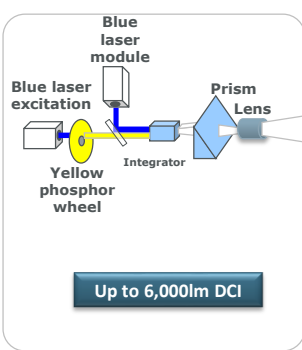 Blue
laser
module
Blue laser
excitation
Prism
Lens
Integrator
Yellow
phosphor
wheel
Up to 6,000lm DCI